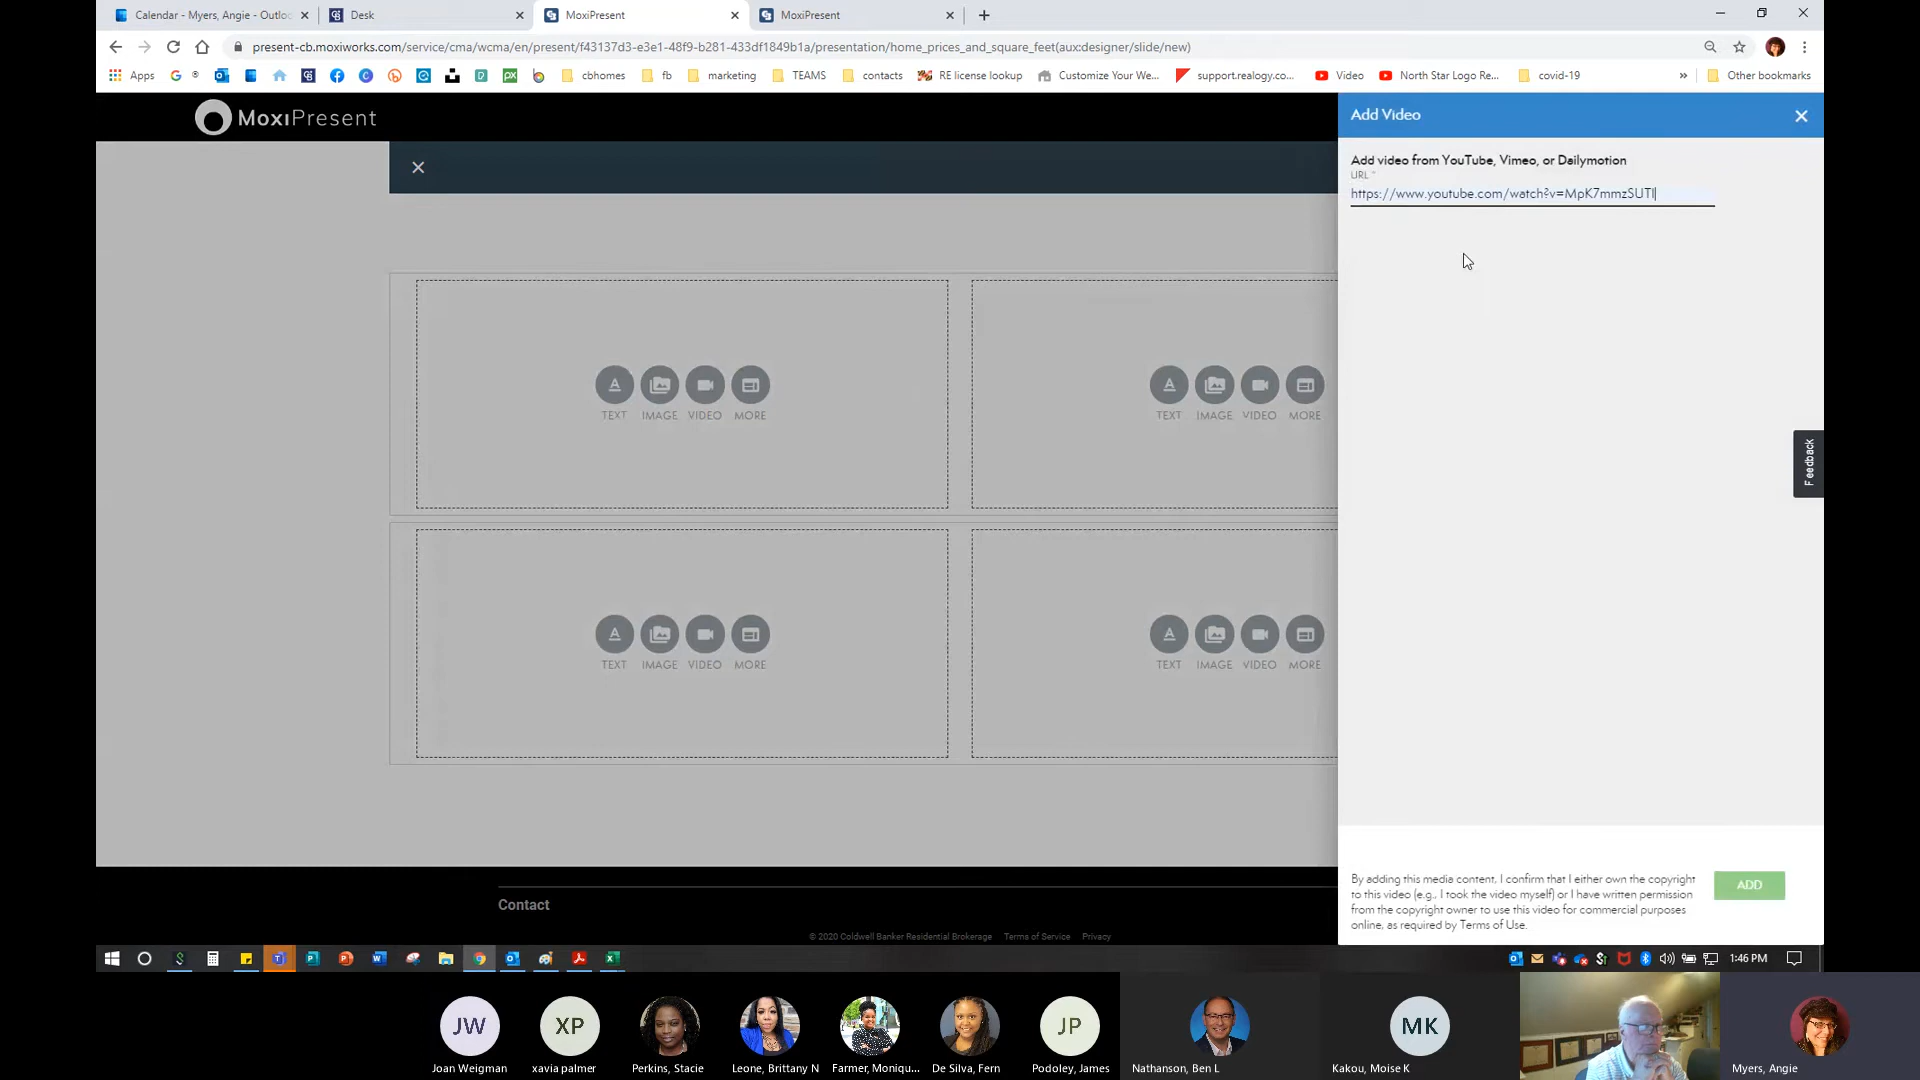 Calendar - Myers, Angie - Outlo
Desk
MoxiPresent
MoxiPresent
present-cb.moxiworks.com/service/cma/wcma/en/present/f43137d3-e3e1-48f9-b281-433df1849b1a/presentation/home_prices_and_square_feet(auxdesigner/slide/new)
Apps
cbhomes
fb
marketing
TEAMS
contacts
RE license lookup
Customize Your We...
support.realogy.co...
Video
North Star Logo Re...
covid-19
»
Other bookmarks
MoxiPresent
Add Video
Add video from YouTube, Vimeo, or Dailymotion
URL *
https://www.youtube.com/watch?v=MpK7mmzSUTI
TEXT IMAGE VIDEO MORE
TEXT IMAGE VIDEO MORE
Feedback
TEXT IMAGE VIDEO MORE
TEXT IMAGE VIDEO MORE
By adding this media content, I confirm that I either own the copyright
to this video (e.g., I took the video myself) or I have written permission
from the copyright owner to use this video for commercial purposes
online, as required by Terms of Use.
ADD
Contact
© 2020 Coldwell Banker Residential Brokerage Terms of Service Privacy
1:46 PM
JW
XP
JP
MK
Joan Weigman
xavia palmer
Perkins, Stacie
Leone, Brittany N
Farmer, Moniqu...
De Silva, Fern
Podoley, James
Nathanson, Ben L
Kakou, Moise K
Myers, Angie